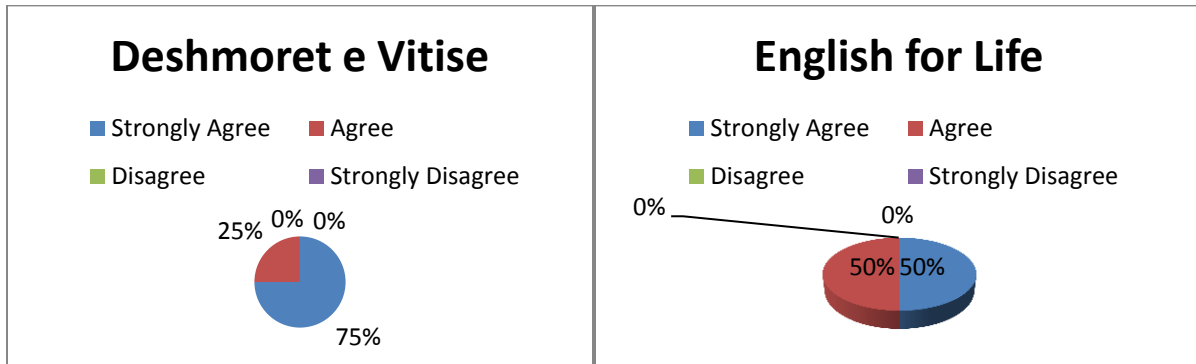 Deshmoret e Vitise
Strongly Agree Agree
Disagree Strongly Disagree
0% 0%
25%
75%
English for Life
Strongly Agree Agree
Disagree Strongly Disagree
0% 0%
50% 50%